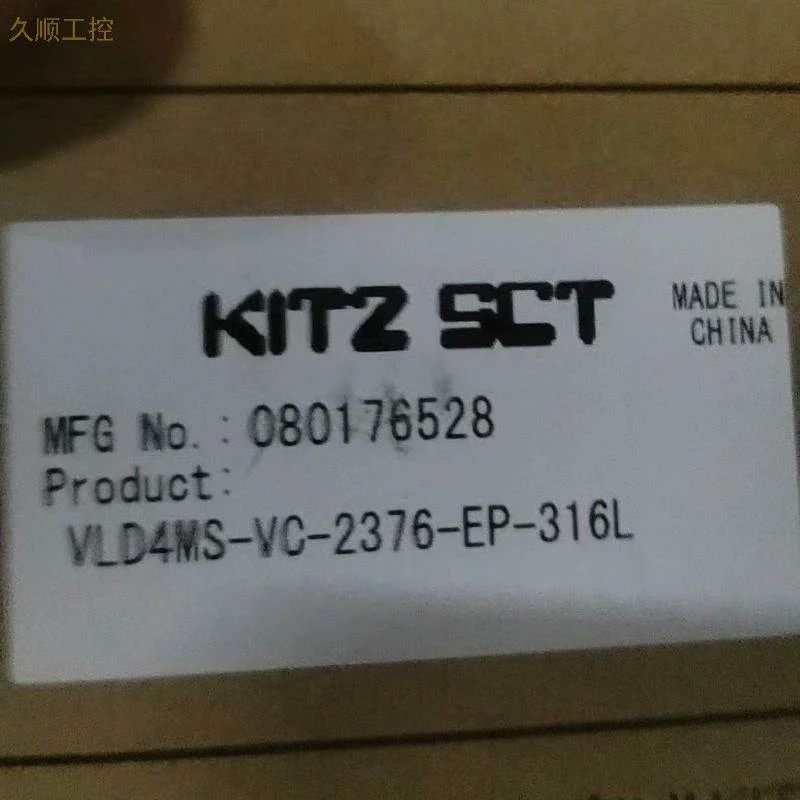 久顺工控
KITZ SCT
MADE IN
CHINA
MFG No.: 080176528
Product:
VLD4MS-VC-2376-EP-316L